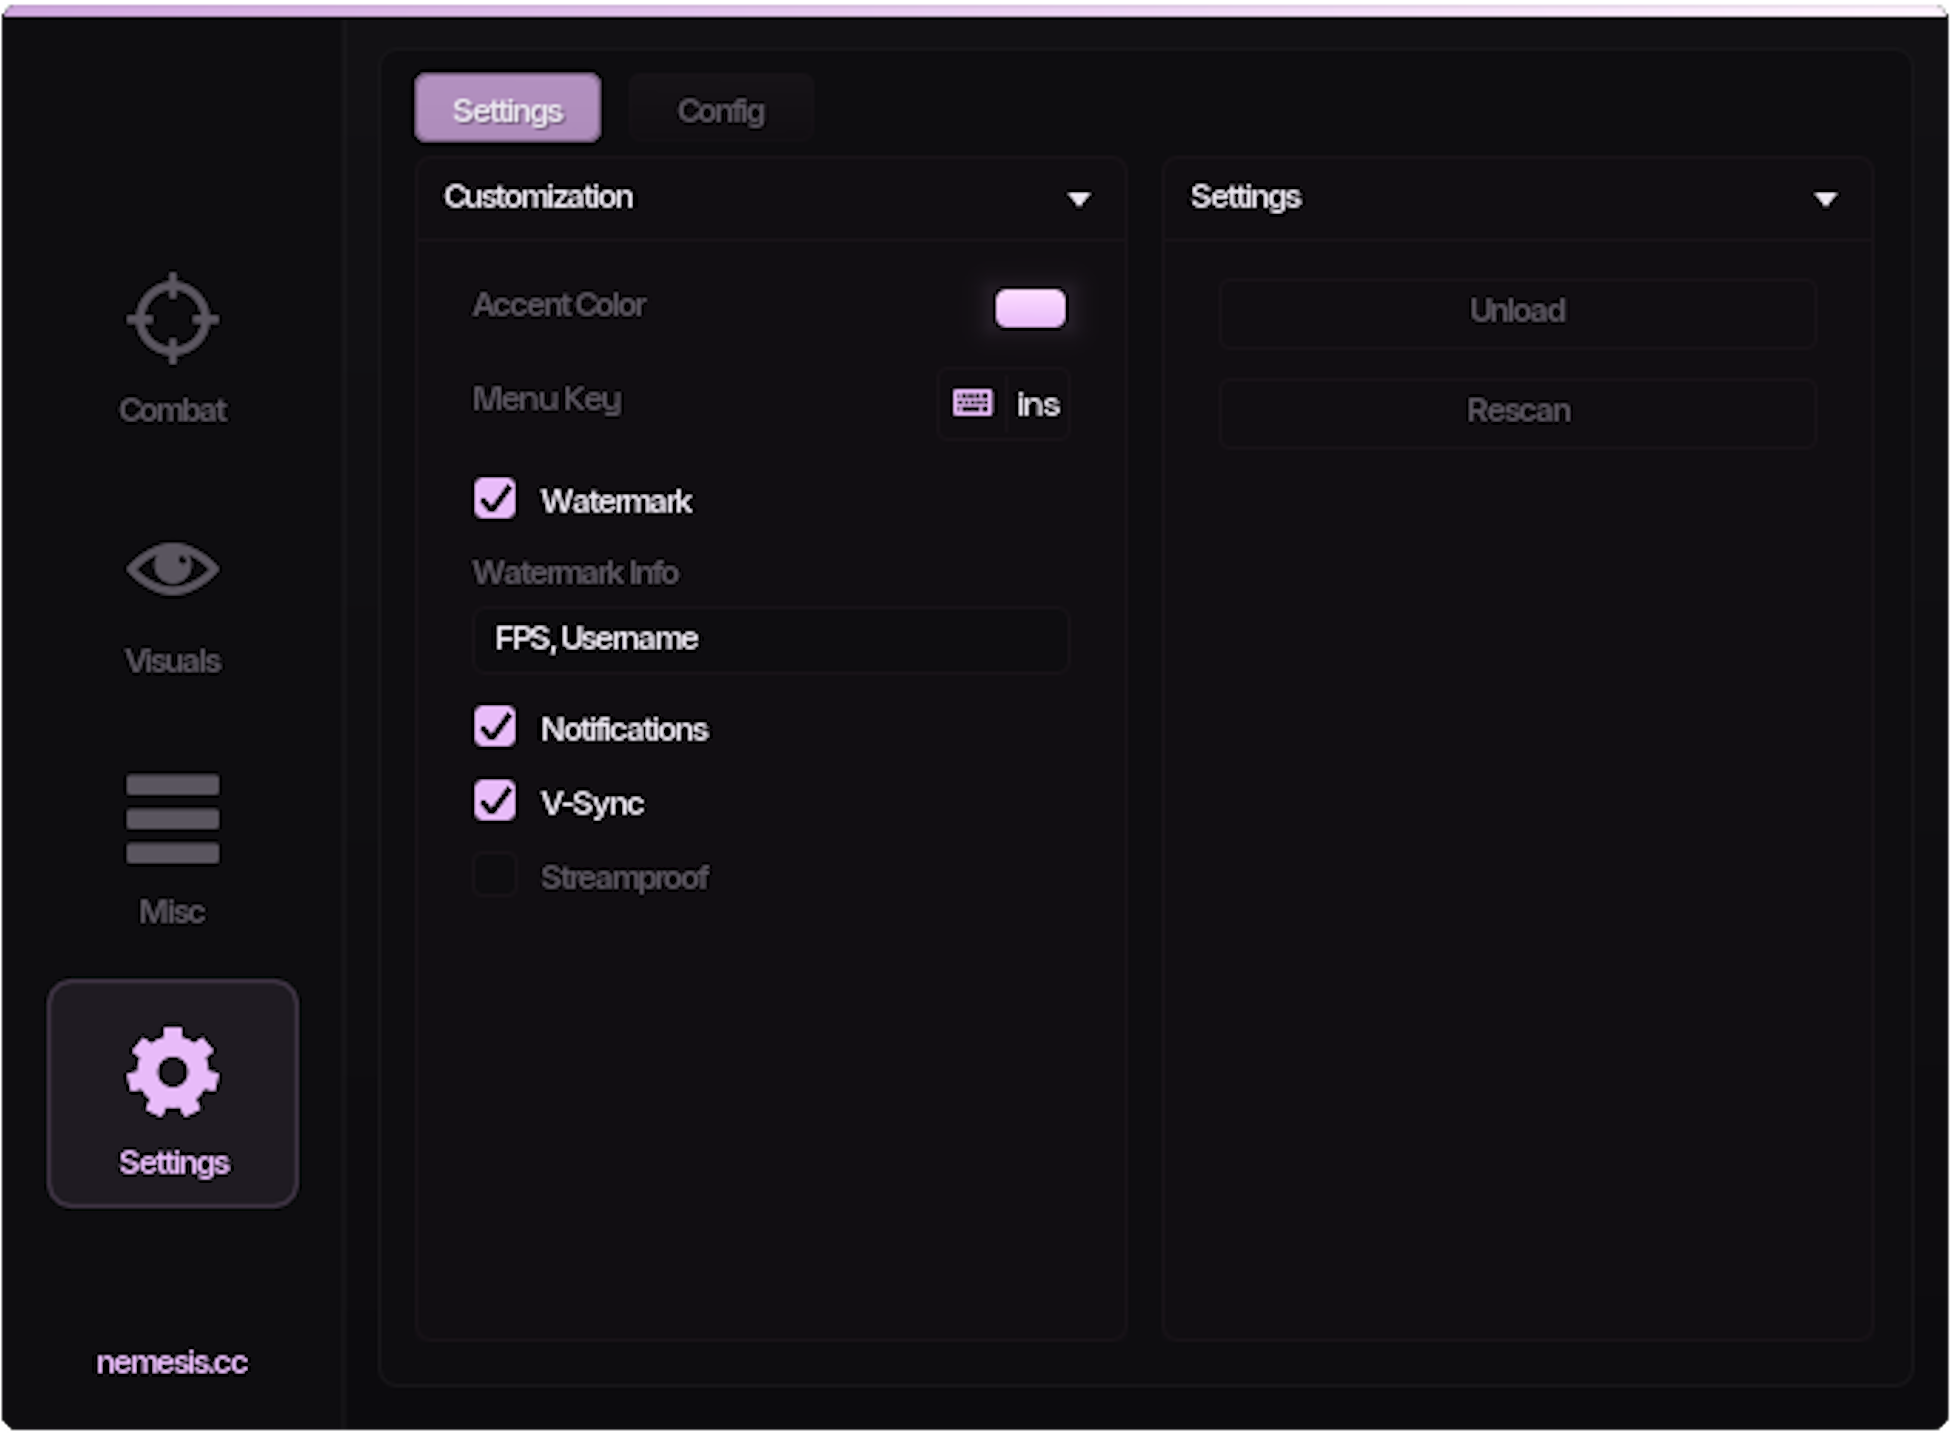 Settings
Config
Customization
Settings
Accent Color
Unload
Menu Key
ins
Rescan
Combat
Watermark
Watermark Info
FPS, Username
Visuals
Notifications
V-Sync
Streamproof
Misc
Settings
nemesis.cc